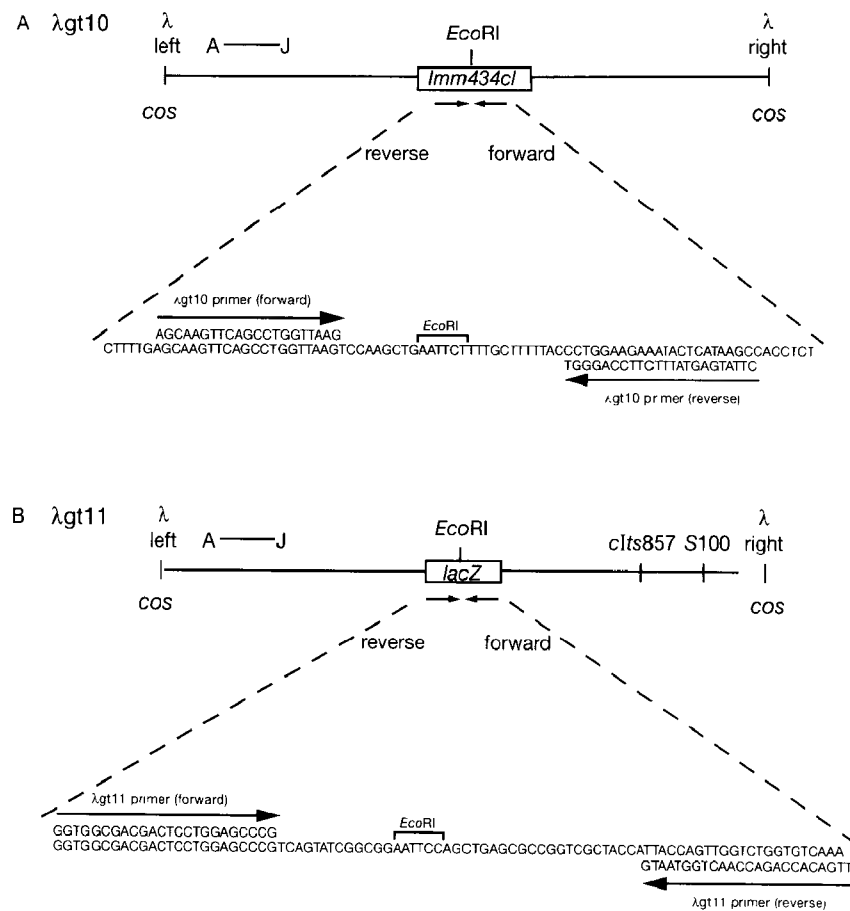 A λgt10
λ left
A J
EcoRI
λ right
Imm434cI
cos
cos
reverse
forward
λgt10 primer (forward)
AGCAAGTTCAGCCTGGTTAAG
EcoRI
CTTTTGAGCAAGTTCAGCCTGGTTAAGTCCAAGCTGAATTCTTTTGCTTTTTACCCTGGAAGAAATACTCATAAGCCACCTCT
TGGGACCTTCTTTATGAGTATTC
λgt10 primer (reverse)
B λgt11
λ left
A J
EcoRI
cIts857
S100
λ right
lacZ
cos
cos
reverse
forward
λgt11 primer (forward)
GGTGGCGACGACTCCTGGAGCCCG
EcoRI
GGTGGCGACGACTCCTGGAGCCCGTCAGTATCGGCGGAATTCCAGCTGAGCGCCGGTCGCTACCATTACCAGTTGGTCTGGTGTCAAA
GTAATGGTCAACCAGACCACAGTT
λgt11 primer (reverse)